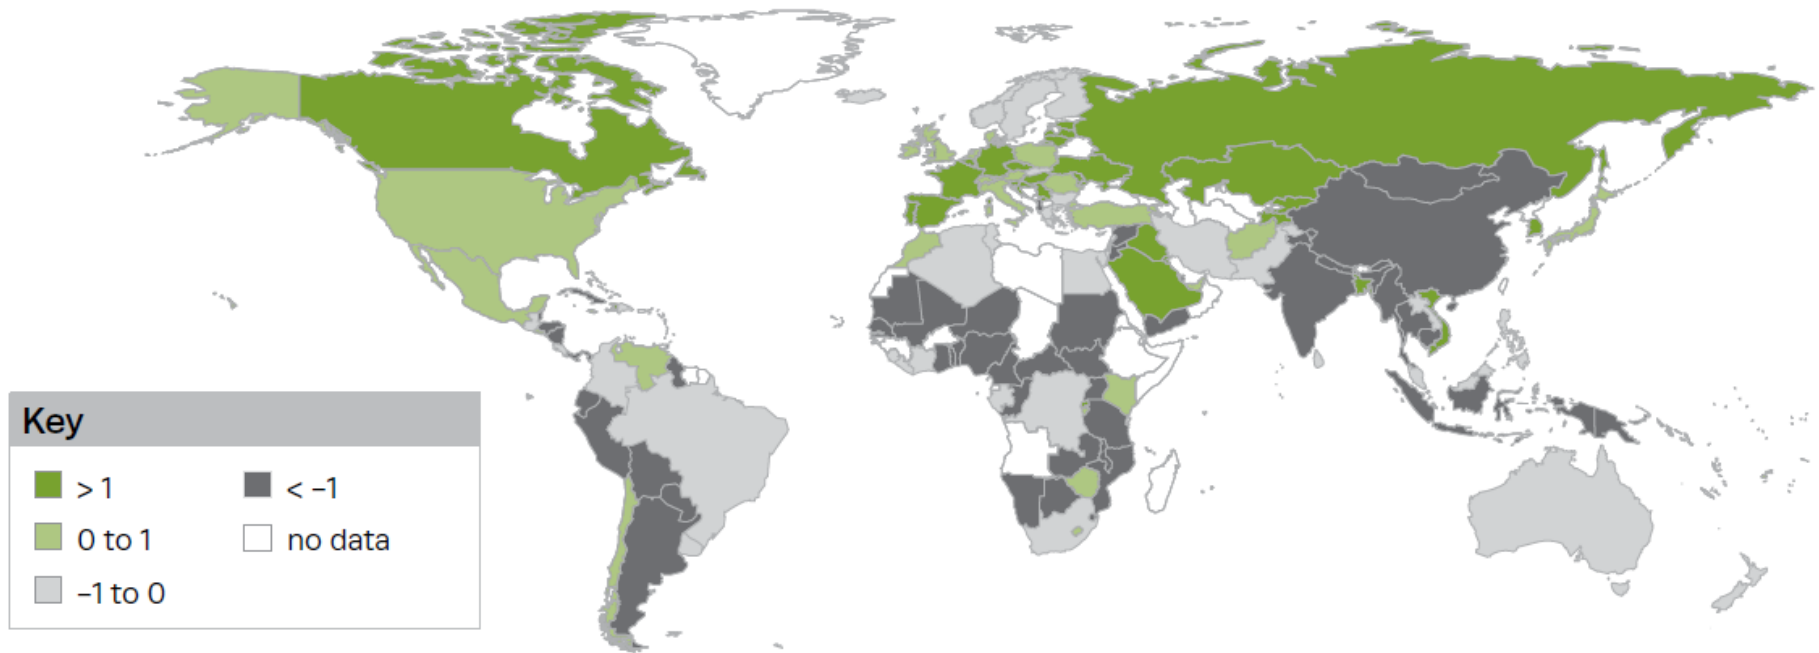 Key
> 1
< –1
0 to 1
no data
–1 to 0